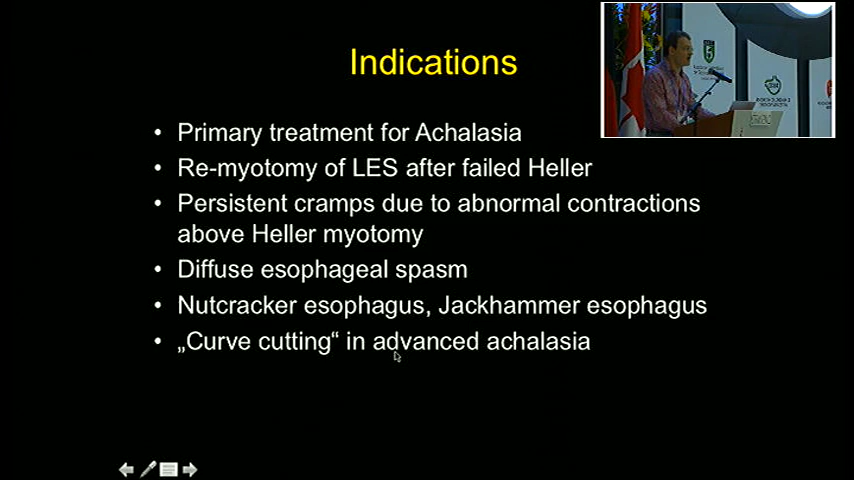 Indications
• Primary treatment for Achalasia
• Re-myotomy of LES after failed Heller
• Persistent cramps due to abnormal contractions
above Heller myotomy
• Diffuse esophageal spasm
• Nutcracker esophagus, Jackhammer esophagus
• „Curve cutting“ in advanced achalasia